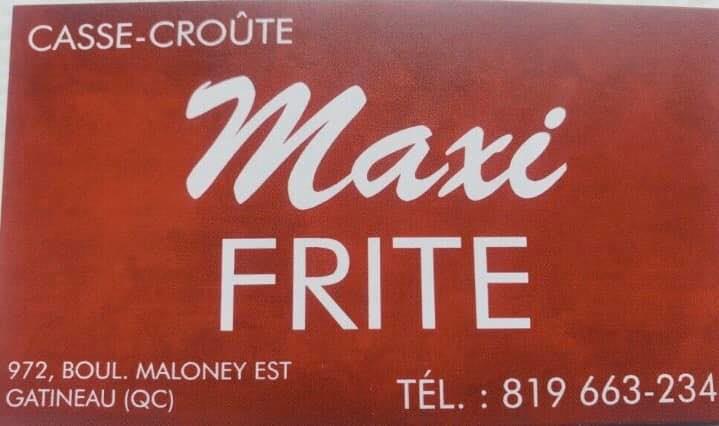 CASSE-CROÛTE
Maxi
FRITE
972, BOUL. MALONEY EST
GATINEAU (QC)
TÉL. : 819 663-234